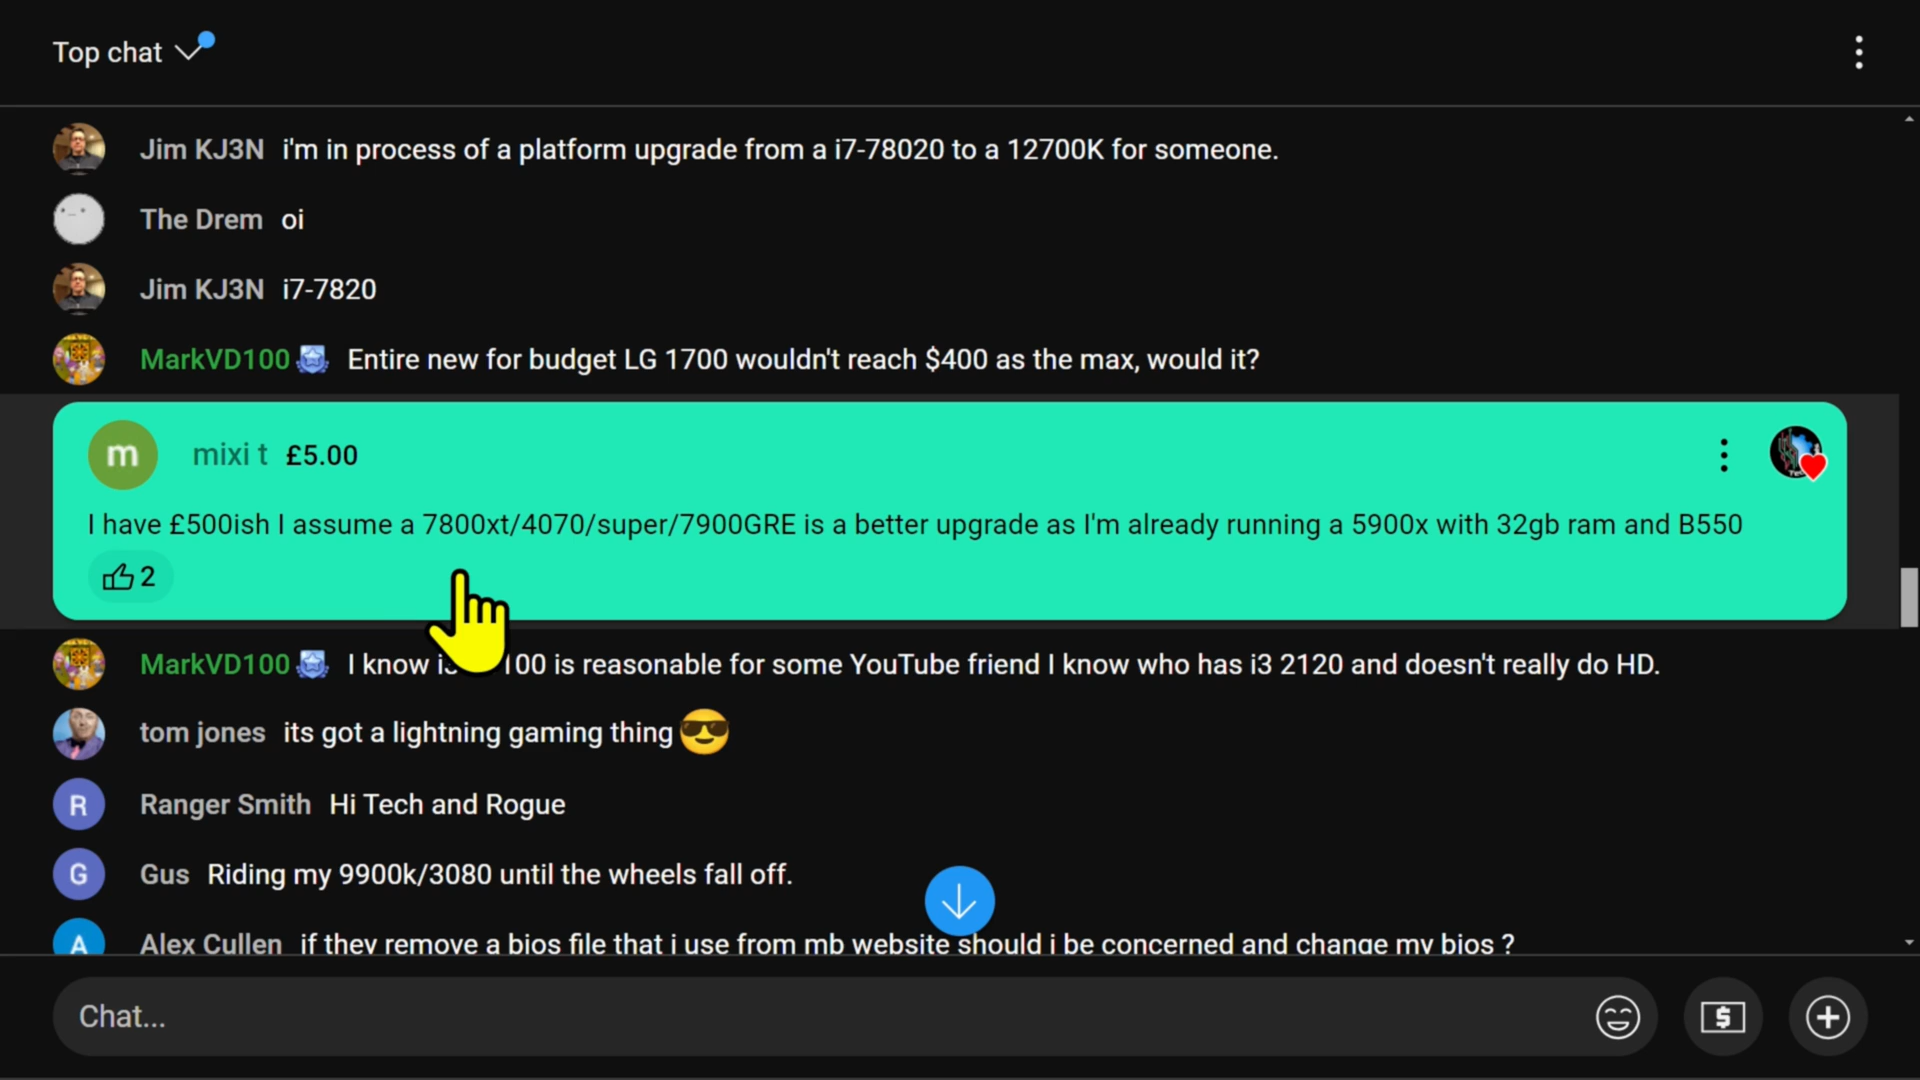 Top chat
Jim KJ3N i'm in process of a platform upgrade from a i7-78020 to a 12700K for someone.
The Drem oi
Jim KJ3N i7-7820
MarkVD100 Entire new for budget LG 1700 wouldn't reach $400 as the max, would it?
m mixi t £5.00
I have £500ish I assume a 7800xt/4070/super/7900GRE is a better upgrade as I'm already running a 5900x with 32gb ram and B550
2
MarkVD100 I know 100 is reasonable for some YouTube friend I know who has i3 2120 and doesn't really do HD.
tom jones its got a lightning gaming thing
R Ranger Smith Hi Tech and Rogue
G Gus Riding my 9900k/3080 until the wheels fall off.
A Alex Cullen if they remove a bios file that i use from mb website should i be concerned and change my bios ?
Chat...